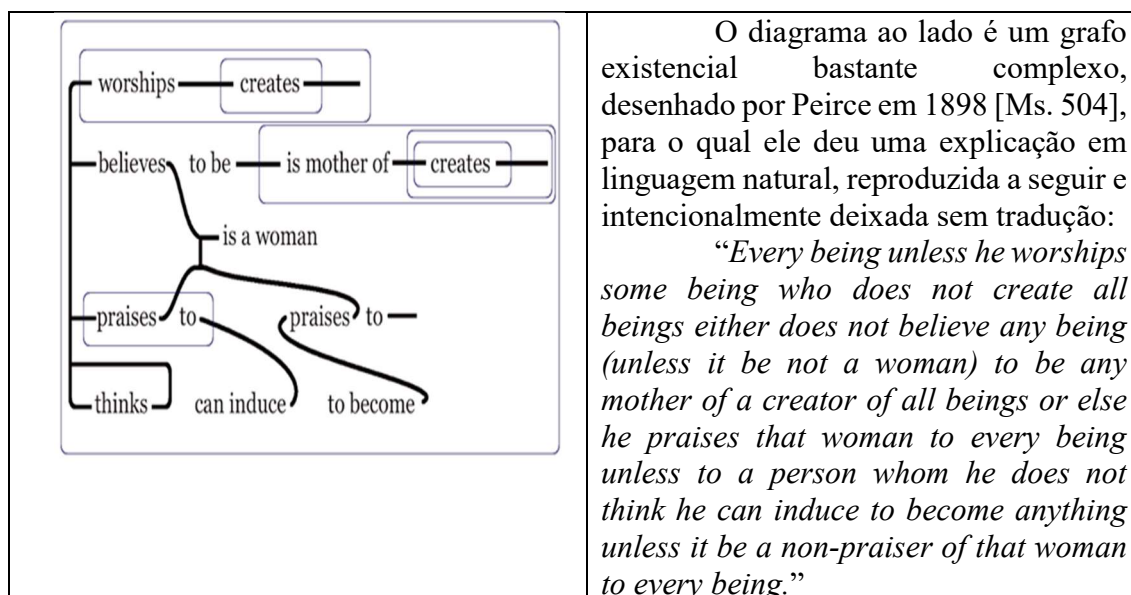 worships creates
believes to be is mother of creates
is a woman
praises to praises to
thinks can induce to become
O diagrama ao lado é um grafo
existencial bastante complexo,
desenhado por Peirce em 1898 [Ms. 504],
para o qual ele deu uma explicação em
linguagem natural, reproduzida a seguir e
intencionalmente deixada sem tradução:
“Every being unless he worships
some being who does not create all
beings either does not believe any being
(unless it be not a woman) to be any
mother of a creator of all beings or else
he praises that woman to every being
unless to a person whom he does not
think he can induce to become anything
unless it be a non-praiser of that woman
to every being.”